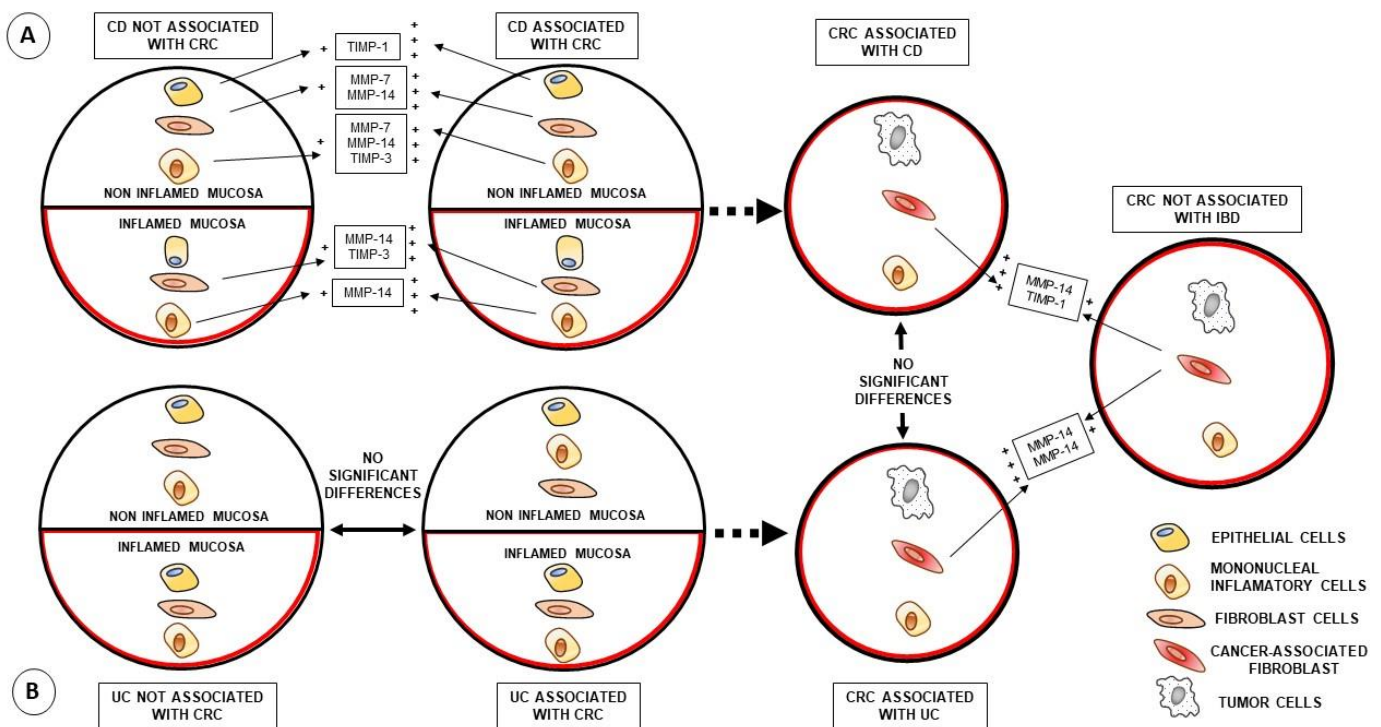 A
CD NOT ASSOCIATED
WITH CRC
CD ASSOCIATED
WITH CRC
CRC ASSOCIATED
WITH CD
+
TIMP-1
+
+
+
+
MMP-7
MMP-14
+
+
+
+
MMP-7
MMP-14
TIMP-3
+
+
+
NON INFLAMED MUCOSA
NON INFLAMED MUCOSA
INFLAMED MUCOSA
INFLAMED MUCOSA
+
MMP-14
TIMP-3
+
+
+
+
MMP-14
+
+
+
CRC NOT ASSOCIATED
WITH IBD
+
+
+
MMP-14
TIMP-1
+
+
NO
SIGNIFICANT
DIFFERENCES
NO
SIGNIFICANT
DIFFERENCES
+
+
+
MMP-14
MMP-14
+
+
NON INFLAMED MUCOSA
NON INFLAMED MUCOSA
INFLAMED MUCOSA
INFLAMED MUCOSA
EPITHELIAL CELLS
MONONUCLEAL
INFLAMATORY CELLS
FIBROBLAST CELLS
CANCER-ASSOCIATED
FIBROBLAST
TUMOR CELLS
B
UC NOT ASSOCIATED
WITH CRC
UC ASSOCIATED
WITH CRC
CRC ASSOCIATED
WITH UC